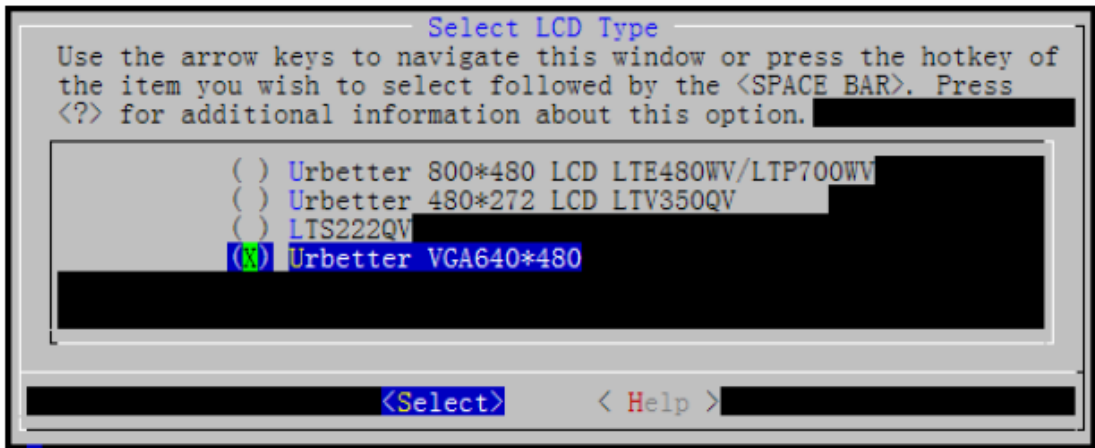 Select LCD Type
Use the arrow keys to navigate this window or press the hotkey of
the item you wish to select followed by the <SPACE BAR>. Press
<?> for additional information about this option.
( ) Urbetter 800*480 LCD LTE480WV/LTP700WV
( ) Urbetter 480*272 LCD LTV350QV
( ) LTS222QV
(X) Urbetter VGA640*480
<Select> < Help >